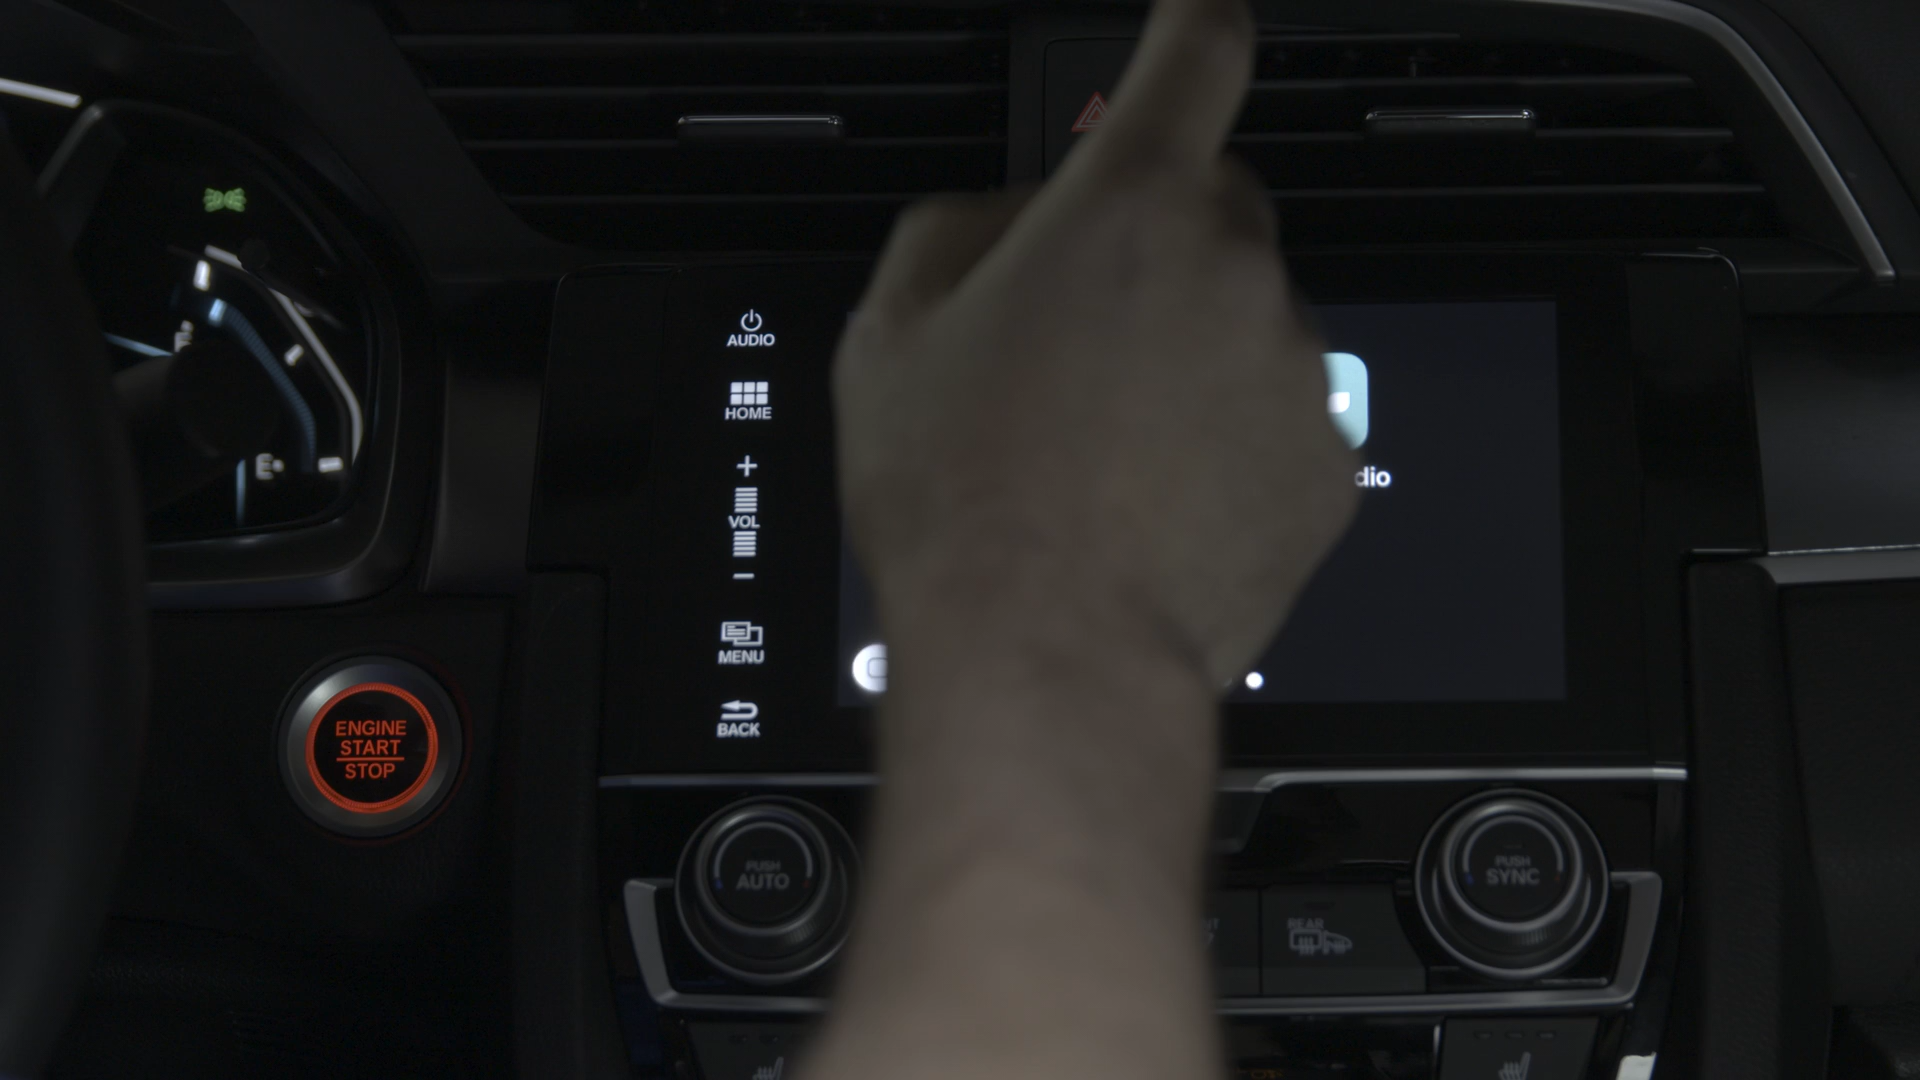 AUDIO
HOME
+
VOL
−
MENU
BACK
dio
F
E
ENGINE
START
STOP
PUSH
AUTO
PUSH
SYNC
REAR